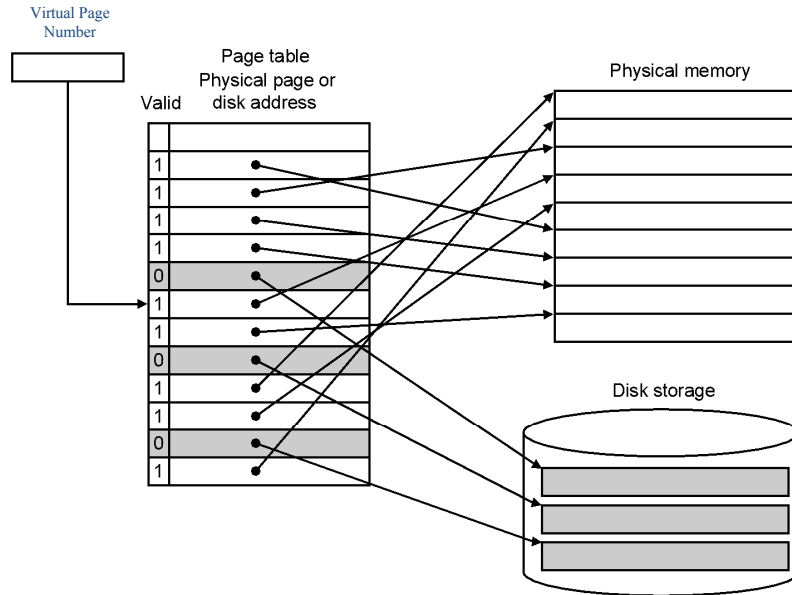 Virtual Page
Number
Page table
Physical page or
disk address
Valid
Physical memory
1
1
1
1
0
1
1
0
1
1
0
1
Disk storage